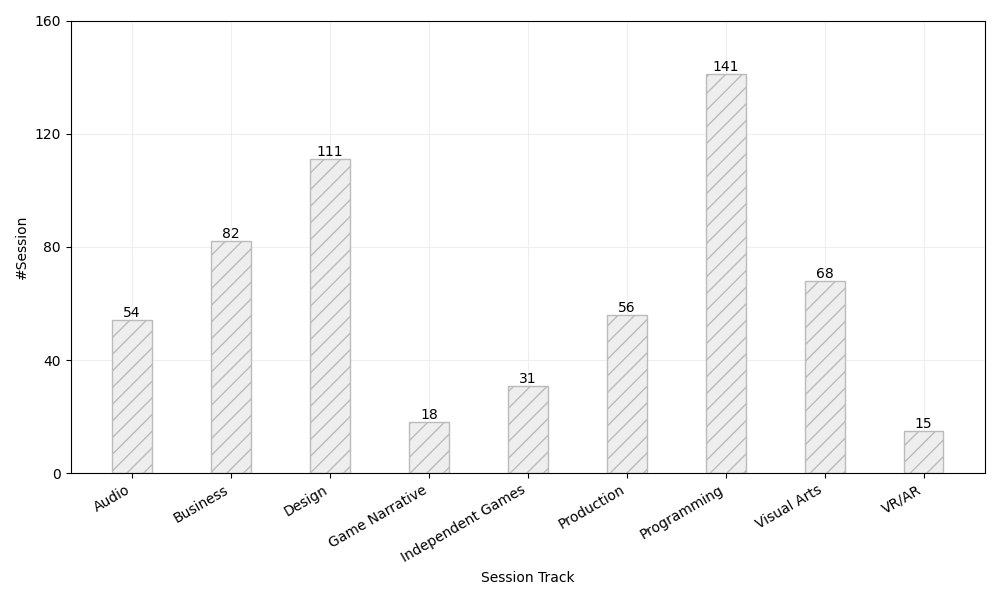 160
120
80
40
0
#Session
54
82
111
18
31
56
141
68
15
Audio
Business
Design
Game Narrative
Independent Games
Production
Programming
Visual Arts
VR/AR
Session Track